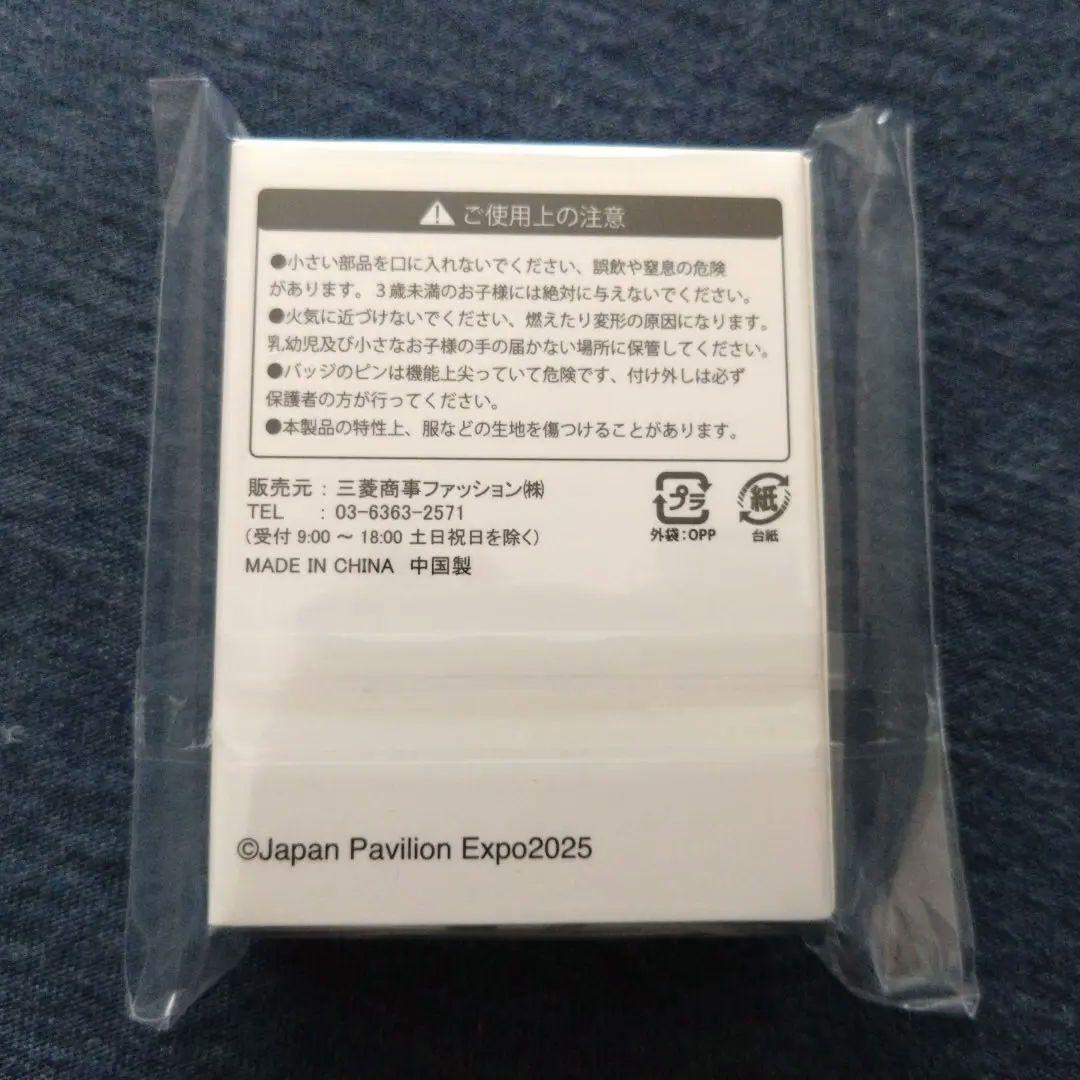 ⚠ ご使用上の注意
●小さい部品を口に入れないでください、誤飲や窒息の危険
があります。３歳未満のお子様には絶対に与えないでください。
●火気に近づけないでください、燃えたり変形の原因になります。
乳幼児及び小さなお子様の手の届かない場所に保管してください。
●バッジのピンは機能上尖っていて危険です、付け外しは必ず
保護者の方が行ってください。
●本製品の特性上、服などの生地を傷つけることがあります。
販売元 : 三菱商事ファッション㈱
TEL : 03-6363-2571
（受付 9:00 ～ 18:00 土日祝日を除く）
MADE IN CHINA 中国製
プラ
外袋:OPP
紙
台紙
©Japan Pavilion Expo2025